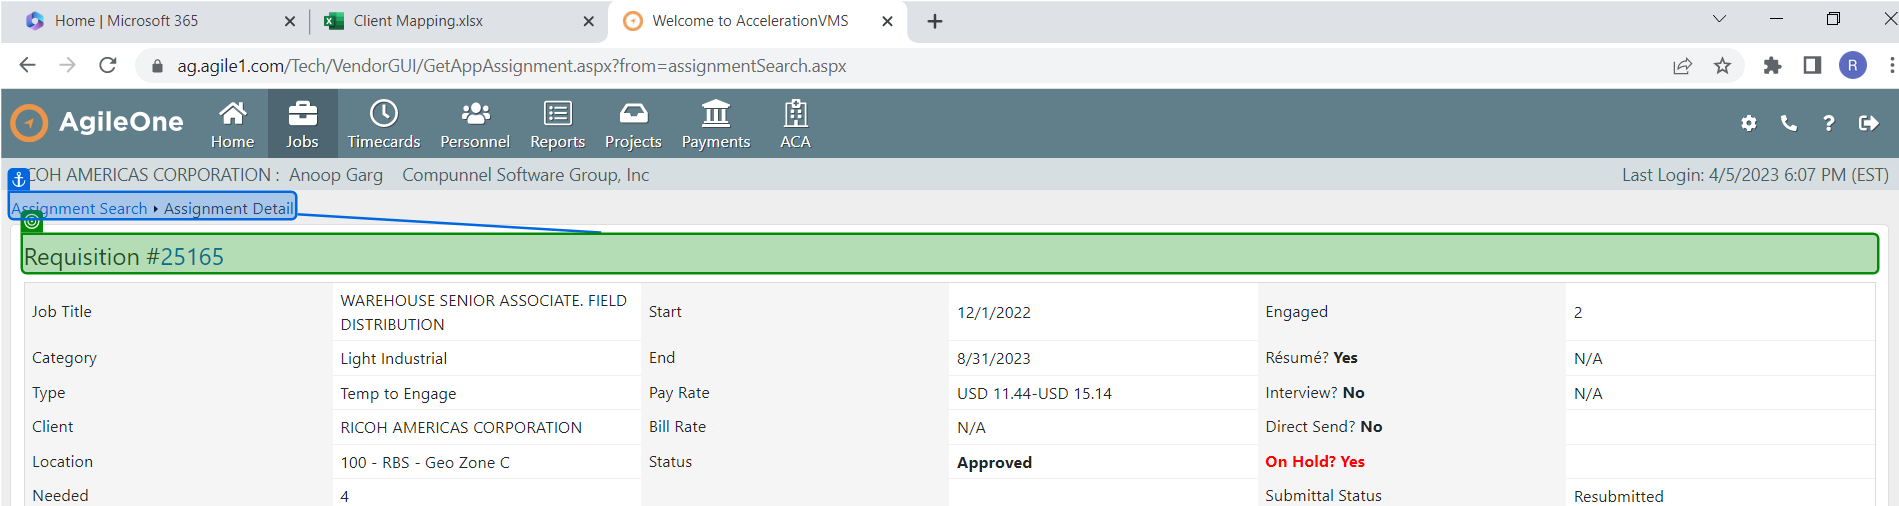 Home | Microsoft 365
Client Mapping.xlsx
Welcome to AccelerationVMS
ag.agile1.com/Tech/VendorGUI/GetAppAssignment.aspx?from=assignmentSearch.aspx
R
AgileOne
Home
Jobs
Timecards
Personnel
Reports
Projects
Payments
ACA
?
COH AMERICAS CORPORATION : Anoop Garg Compunnel Software Group, Inc
Last Login: 4/5/2023 6:07 PM (EST)
Assignment Search ▸ Assignment Detail
Requisition #25165
Job Title WAREHOUSE SENIOR ASSOCIATE. FIELD DISTRIBUTION Start 12/1/2022 Engaged 2
Category Light Industrial End 8/31/2023 Résumé? Yes N/A
Type Temp to Engage Pay Rate USD 11.44-USD 15.14 Interview? No N/A
Client RICOH AMERICAS CORPORATION Bill Rate N/A Direct Send? No
Location 100 - RBS - Geo Zone C Status Approved On Hold? Yes
Needed 4 Submittal Status Resubmitted